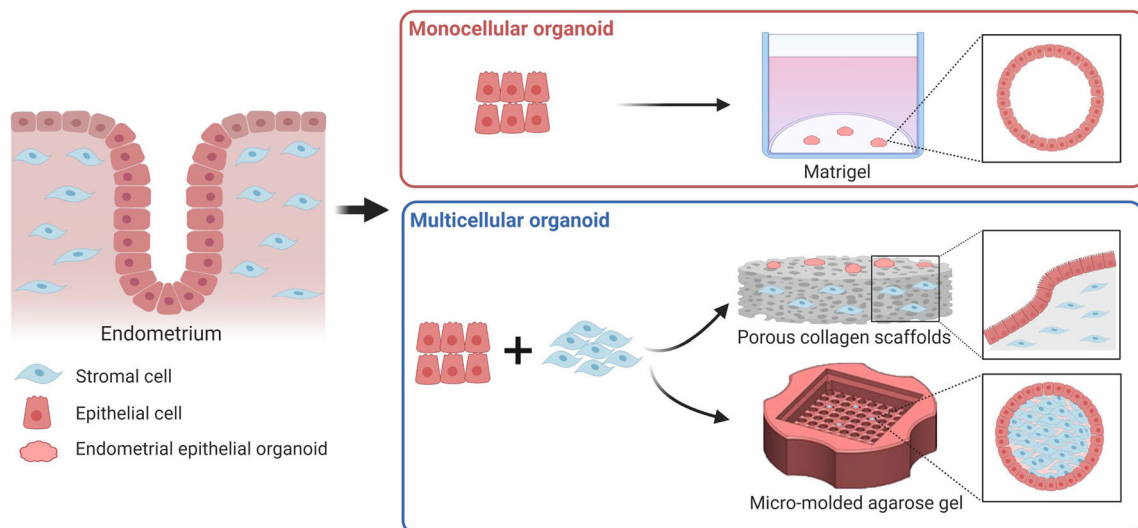 Monocellular organoid
Matrigel
Endometrium
Stromal cell
Epithelial cell
Endometrial epithelial organoid
Multicellular organoid
+
Porous collagen scaffolds
Micro-molded agarose gel